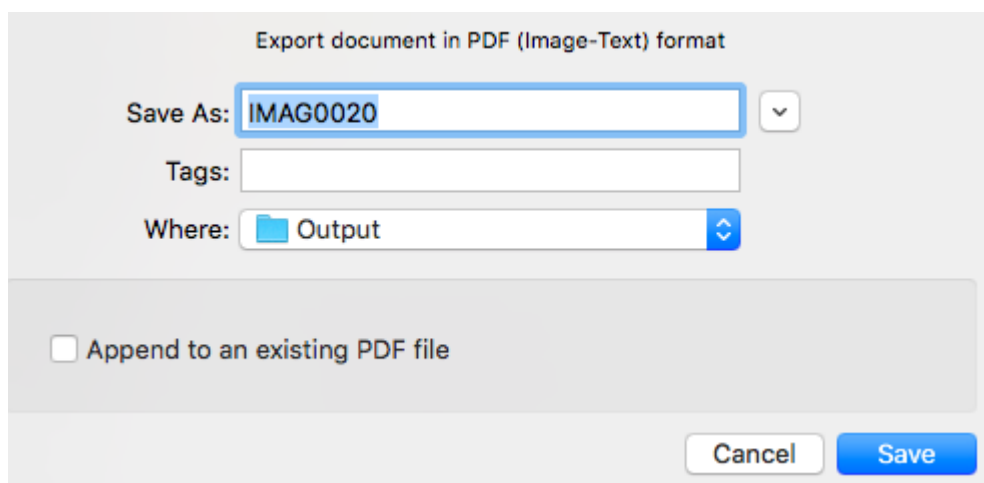 Export document in PDF (Image-Text) format
Save As: IMAG0020
Tags:
Where: Output
Append to an existing PDF file
Cancel Save